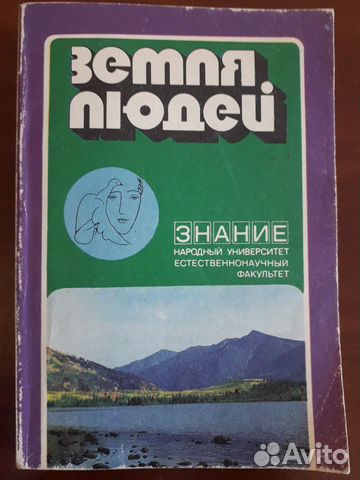 земля
людей
ЗНАНИЕ
НАРОДНЫЙ УНИВЕРСИТЕТ
ЕСТЕСТВЕННОНАУЧНЫЙ
ФАКУЛЬТЕТ
Avito